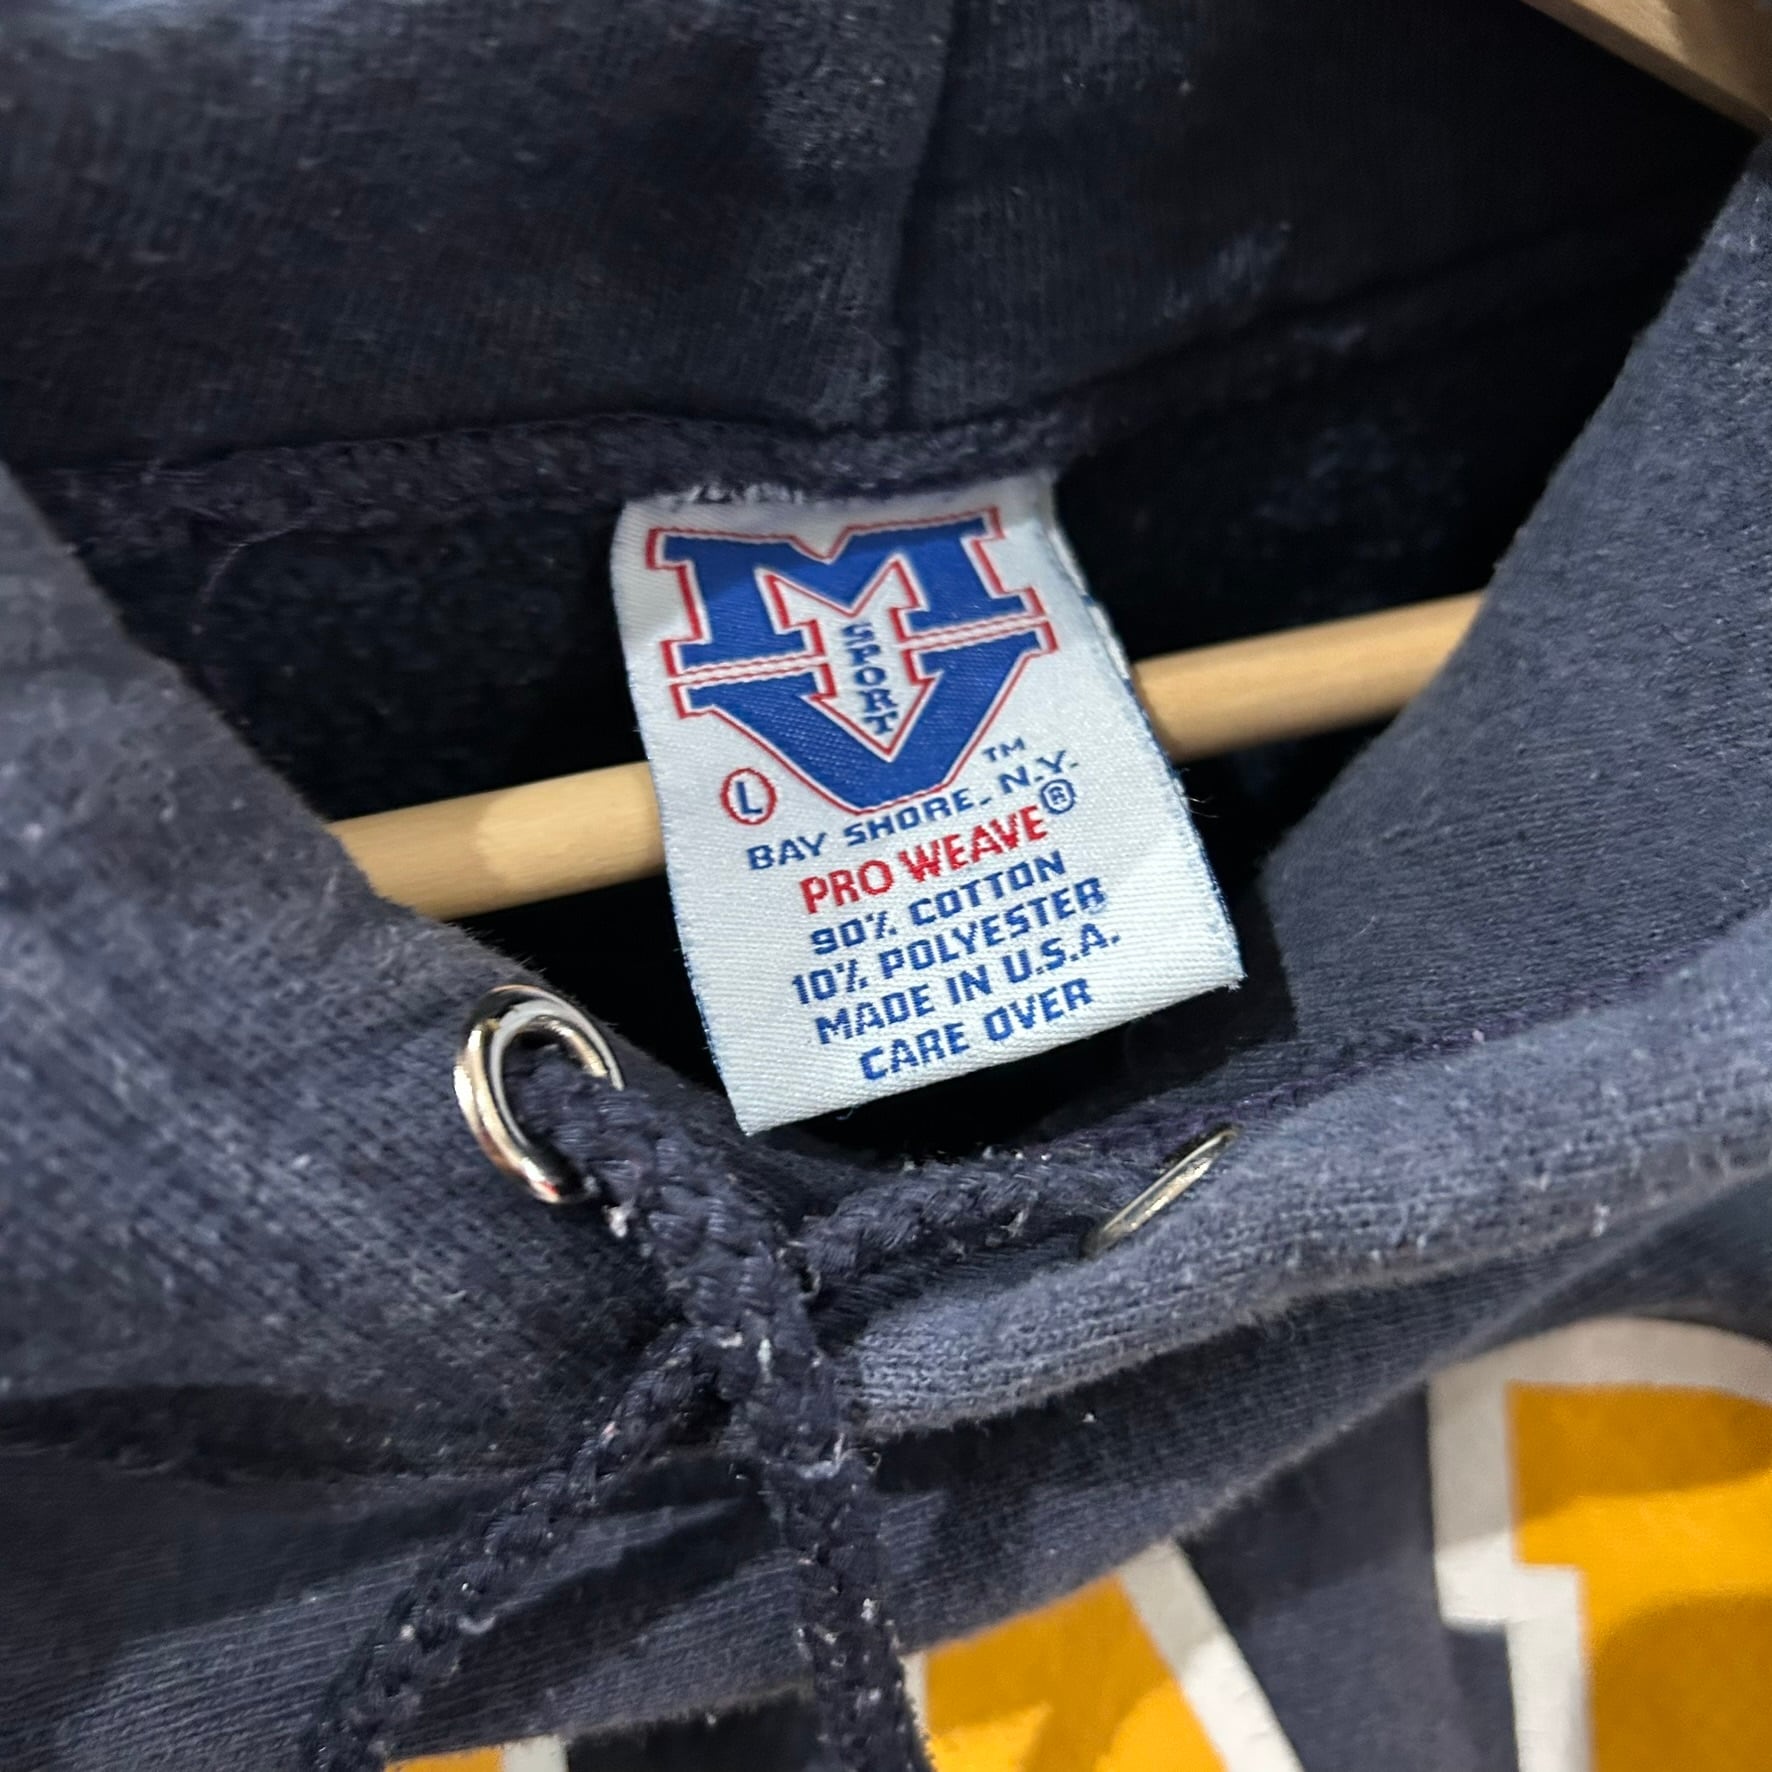 MV
SPORT
TM
L
BAY SHORE, N.Y.
PRO WEAVE®
90% COTTON
10% POLYESTER
MADE IN U.S.A.
CARE OVER